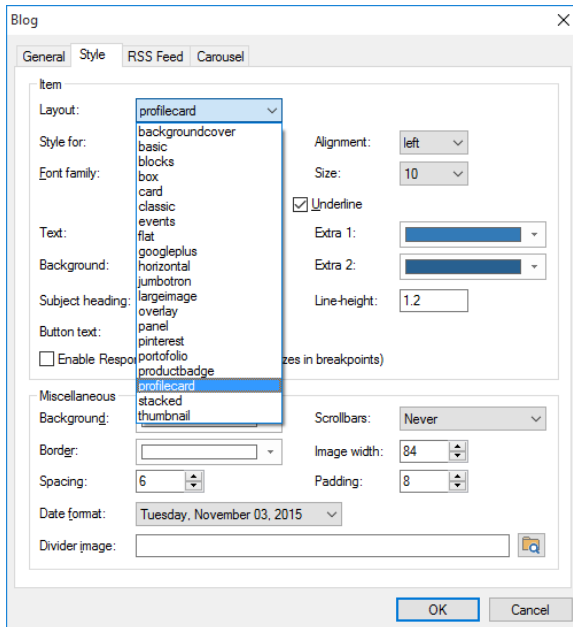 Blog
General Style RSS Feed Carousel
Item
Layout: profilecard
backgroundcover
Style for: basic Alignment: left
blocks
Font family: box Size: 10
card
classic Underline
events
Text: flat Extra 1:
googleplus
Background: horizontal Extra 2:
jumbotron
Subject heading: largeimage Line-height: 1.2
overlay
Button text: panel
pinterest
Enable Respo portofolio zes in breakpoints)
productbadge
profilecard
Miscellaneous stacked
Background: thumbnail Scrollbars: Never
Border: Image width: 84
Spacing: 6 Padding: 8
Date format: Tuesday, November 03, 2015
Divider image:
OK Cancel